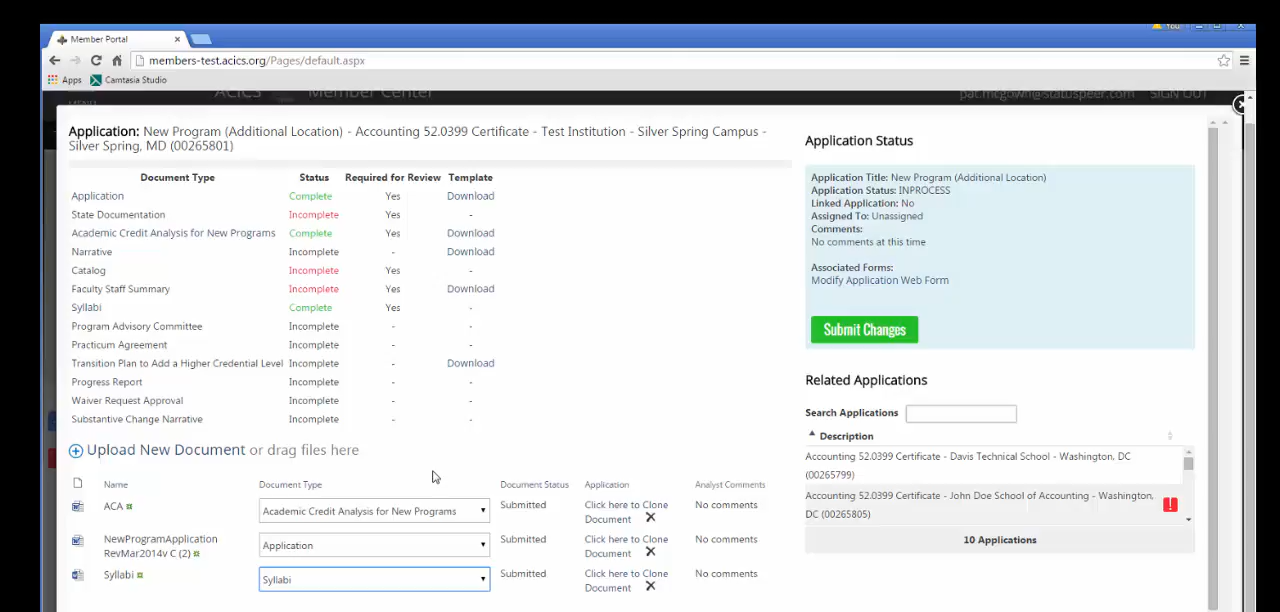 You
Member Portal
members-test.acics.org/Pages/default.aspx
Apps Camtasia Studio
ACICS Member Center SIGN OUT
Application: New Program (Additional Location) - Accounting 52.0399 Certificate - Test Institution - Silver Spring Campus -
Silver Spring, MD (00265801)
Document Type Status Required for Review Template
Application Complete Yes Download
State Documentation Incomplete Yes -
Academic Credit Analysis for New Programs Complete Yes Download
Narrative Incomplete - Download
Catalog Incomplete Yes -
Faculty Staff Summary Incomplete Yes Download
Syllabi Complete Yes -
Program Advisory Committee Incomplete - -
Practicum Agreement Incomplete - -
Transition Plan to Add a Higher Credential Level Incomplete - Download
Progress Report Incomplete - -
Waiver Request Approval Incomplete - -
Substantive Change Narrative Incomplete - -
Upload New Document or drag files here
Name Document Type Document Status Application Analyst Comments
ACA Academic Credit Analysis for New Programs Submitted Click here to Clone No comments
Document
NewProgramApplication Application Submitted Click here to Clone No comments
RevMar2014v C (2) Document
Syllabi Syllabi Submitted Click here to Clone No comments
Document
Application Status
Application Title: New Program (Additional Location)
Application Status: INPROCESS
Linked Application: No
Assigned To: Unassigned
Comments:
No comments at this time
Associated Forms:
Modify Application Web Form
Submit Changes
Related Applications
Search Applications
Description
Accounting 52.0399 Certificate - Davis Technical School - Washington, DC
(00265799)
Accounting 52.0399 Certificate - John Doe School of Accounting - Washington,
DC (00265805)
10 Applications